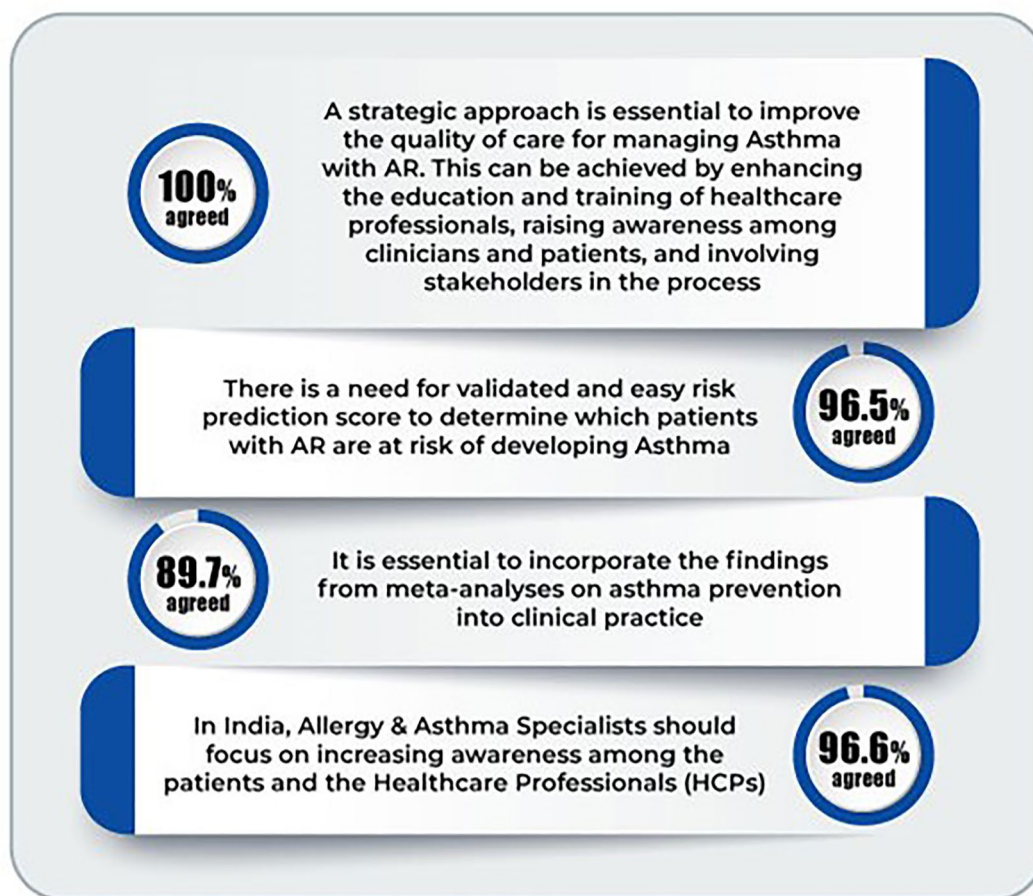 100%
agreed
A strategic approach is essential to improve
the quality of care for managing Asthma
with AR. This can be achieved by enhancing
the education and training of healthcare
professionals, raising awareness among
clinicians and patients, and involving
stakeholders in the process
There is a need for validated and easy risk
prediction score to determine which patients
with AR are at risk of developing Asthma
96.5%
agreed
89.7%
agreed
It is essential to incorporate the findings
from meta-analyses on asthma prevention
into clinical practice
In India, Allergy & Asthma Specialists should
focus on increasing awareness among the
patients and the Healthcare Professionals (HCPs)
96.6%
agreed